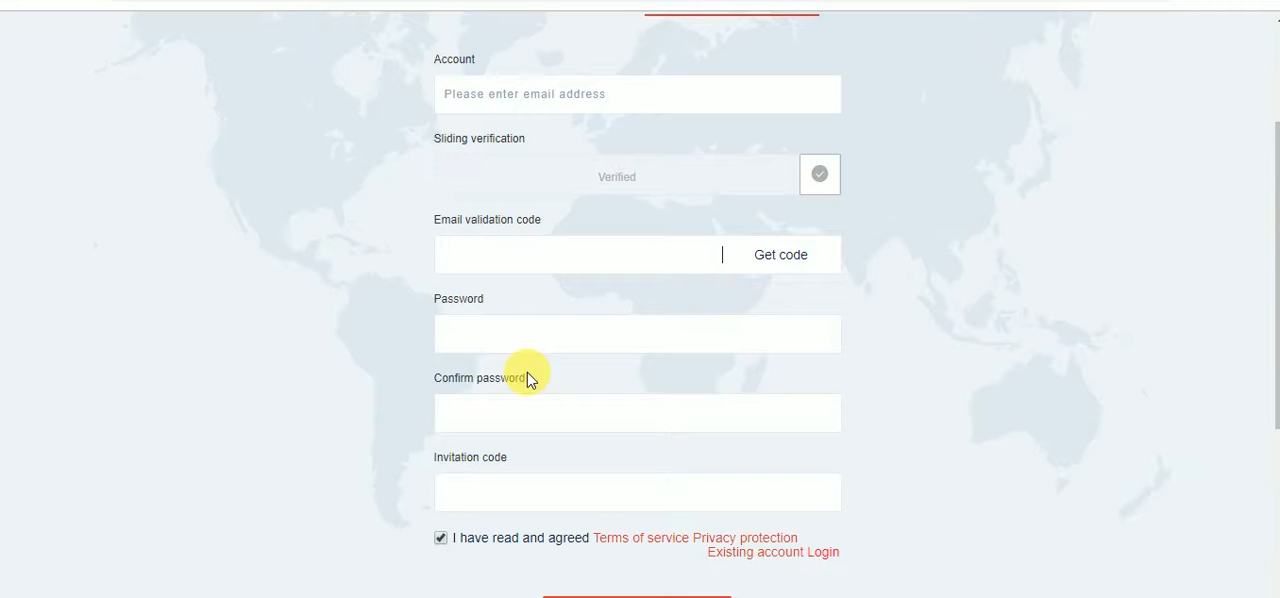 Account
Please enter email address
Sliding verification
Verified
Email validation code
Get code
Password
Confirm password
Invitation code
I have read and agreed Terms of service Privacy protection
Existing account Login